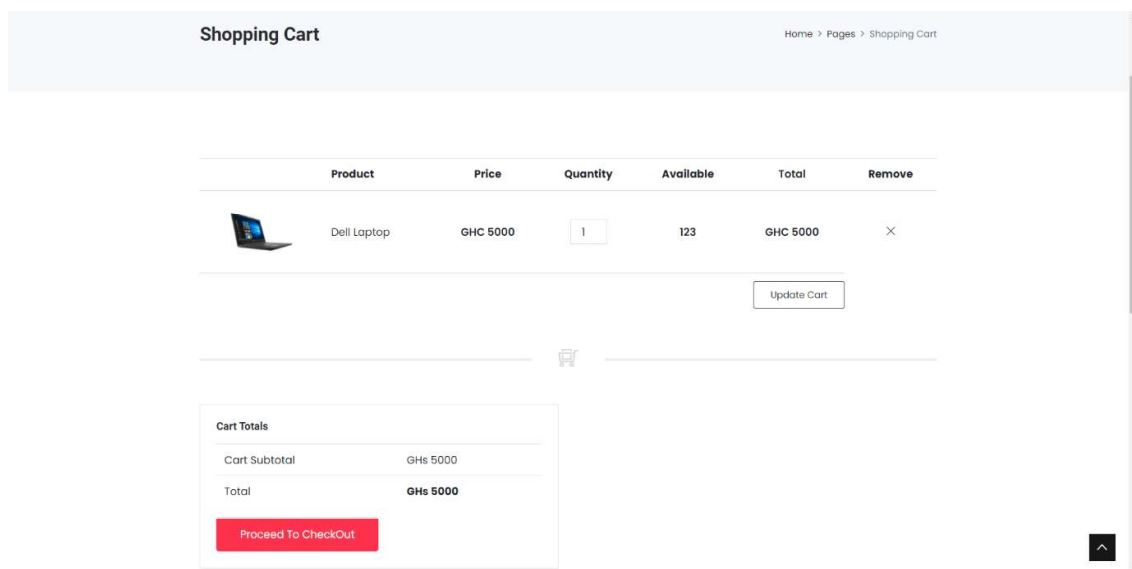 Shopping Cart
Home > Pages > Shopping Cart
Product Price Quantity Available Total Remove
Dell Laptop GHC 5000 1 123 GHC 5000 ×
Update Cart
Cart Totals
Cart Subtotal GHs 5000
Total GHs 5000
Proceed To CheckOut